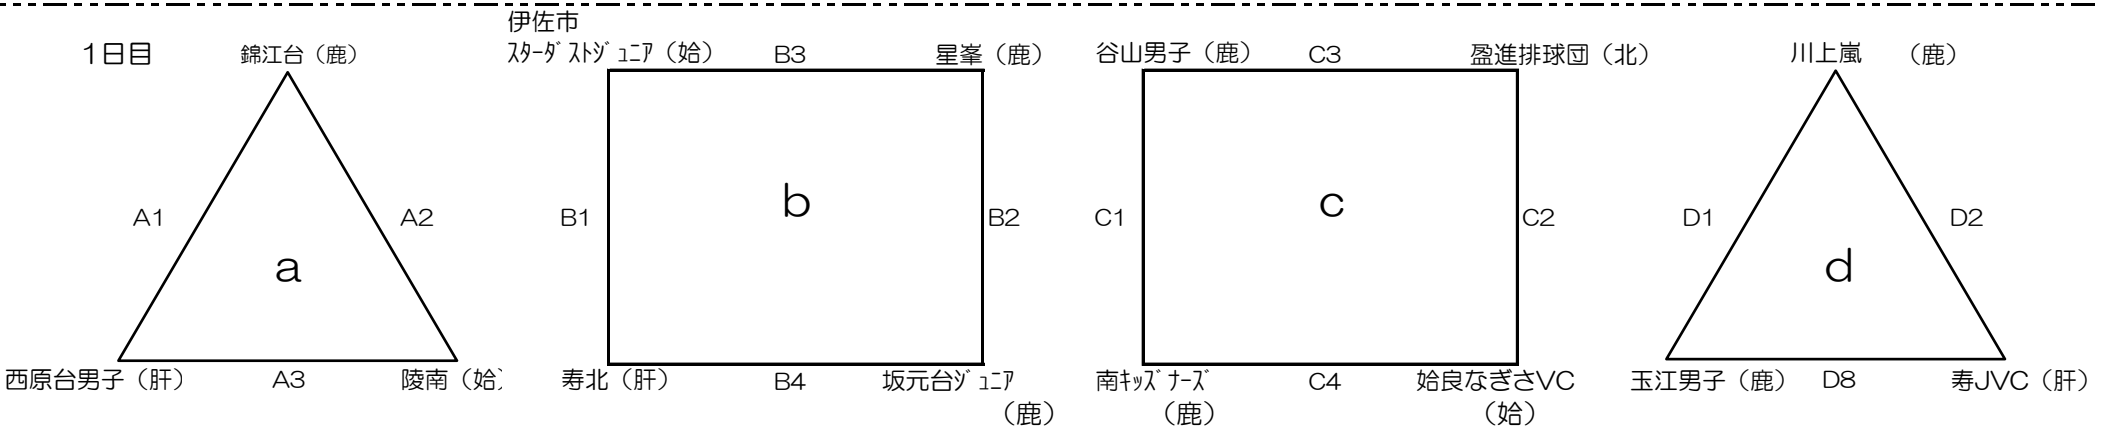 伊佐市
1日目
錦江台（鹿）
ｽﾀｰﾀﾞｽﾄｼﾞｭﾆｱ（姶）
B3
星峯（鹿）
谷山男子（鹿）
C3
盈進排球団（北）
川上嵐　（鹿）
A1
A2
a
B1
b
B2
C1
c
C2
D1
D2
d
西原台男子（肝）
A3
陵南（姶）
寿北（肝）
B4
坂元台ｼﾞｭﾆｱ
（鹿）
南ｷｯｽﾞﾅｰｽﾞ
（鹿）
C4
姶良なぎさVC
（姶）
玉江男子（鹿）
D8
寿JVC（肝）